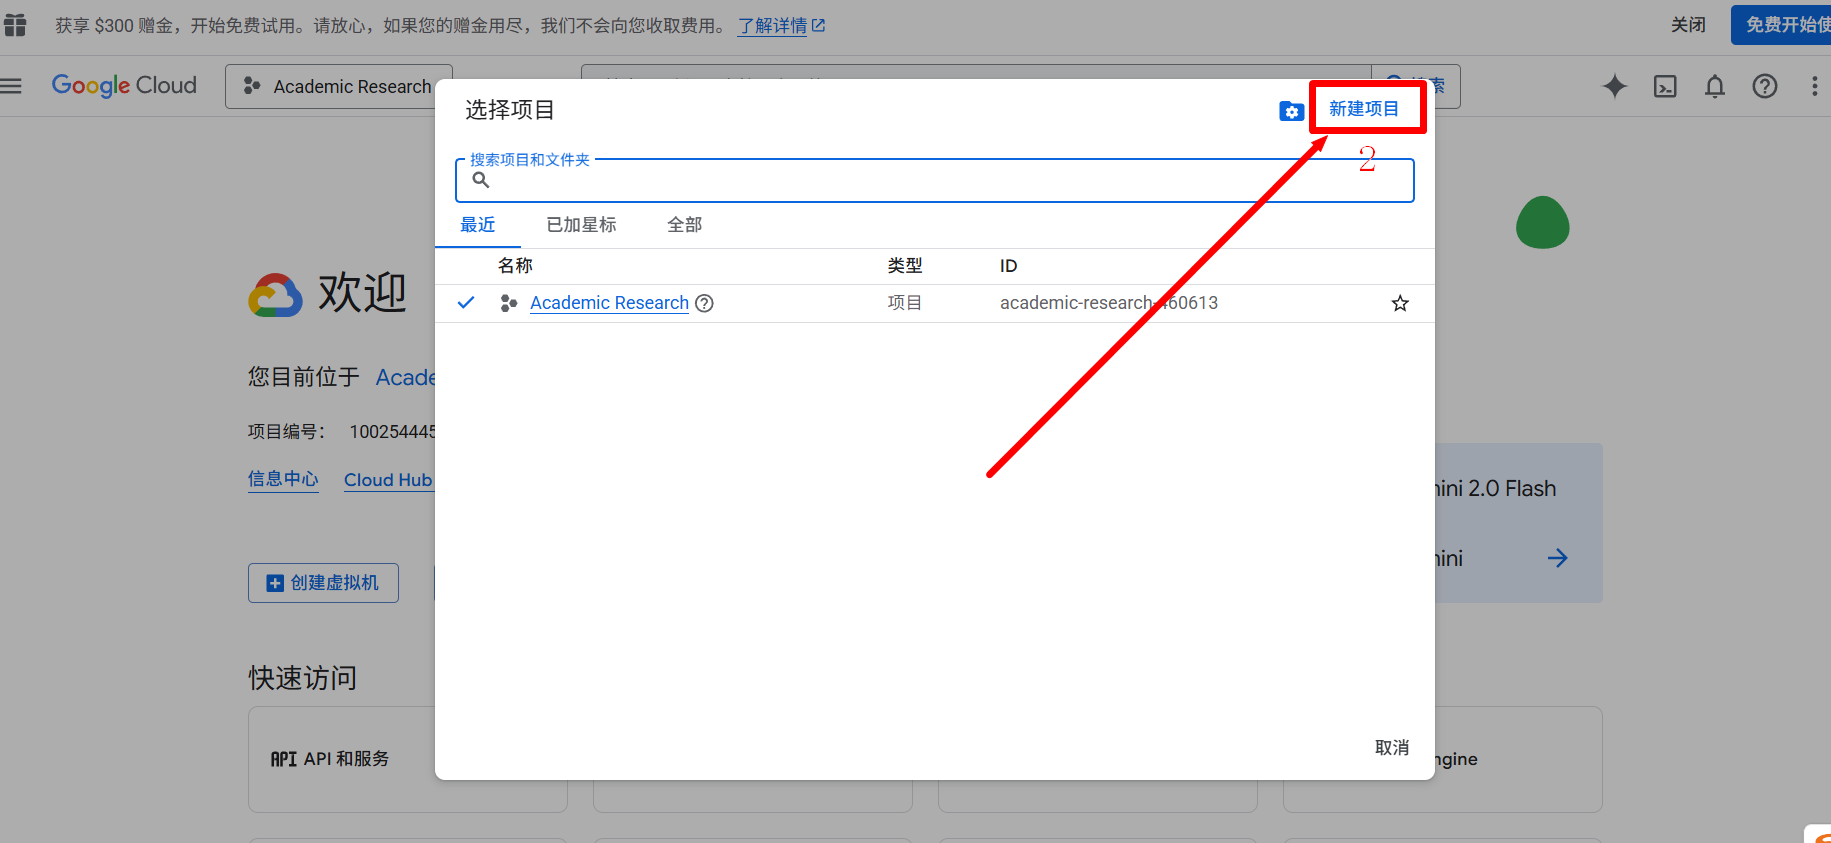 获享 $300 赠金，开始免费试用。请放心，如果您的赠金用尽，我们不会向您收取费用。 了解详情
关闭
免费开始使
Google Cloud
Academic Research
选择项目
新建项目
2
搜索项目和文件夹
最近 已加星标 全部
名称 类型 ID
Academic Research 项目 academic-research-460613
欢迎
您目前位于 Acade
项目编号： 100254445
信息中心 Cloud Hub
mini 2.0 Flash
创建虚拟机
快速访问
API API 和服务
取消